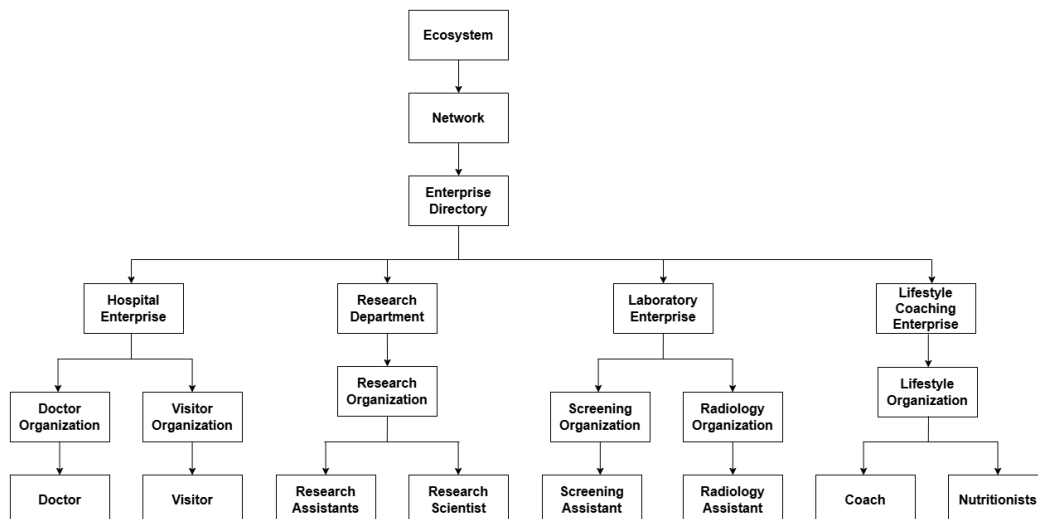 Ecosystem
Network
Enterprise
Directory
Hospital
Enterprise
Research
Department
Laboratory
Enterprise
Lifestyle
Coaching
Enterprise
Doctor
Organization
Visitor
Organization
Research
Organization
Screening
Organization
Radiology
Organization
Lifestyle
Organization
Doctor
Visitor
Research
Assistants
Research
Scientist
Screening
Assistant
Radiology
Assistant
Coach
Nutritionists